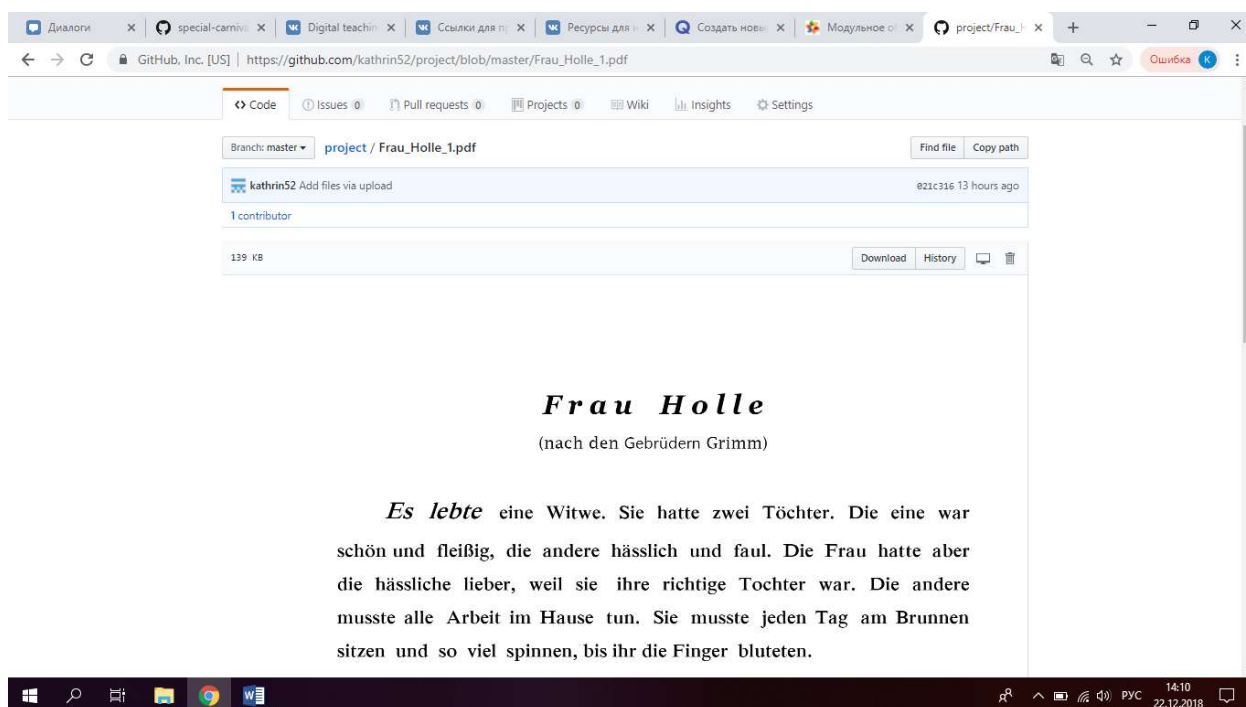 Диалоги
special-carniv
Digital teachin
Ссылки для пр
Ресурсы для
Создать новы
Модульное о
project/Frau_H
GitHub, Inc. [US] | https://github.com/kathrin52/project/blob/master/Frau_Holle_1.pdf
Ошибка K
Code Issues 0 Pull requests 0 Projects 0 Wiki Insights Settings
Branch: master project / Frau_Holle_1.pdf Find file Copy path
kathrin52 Add files via upload 021c316 13 hours ago
1 contributor
139 KB Download History
Frau Holle
(nach den Gebrüdern Grimm)
Es lebte eine Witwe. Sie hatte zwei Töchter. Die eine war
schön und fleißig, die andere hässlich und faul. Die Frau hatte aber
die hässliche lieber, weil sie ihre richtige Tochter war. Die andere
musste alle Arbeit im Hause tun. Sie musste jeden Tag am Brunnen
sitzen und so viel spinnen, bis ihr die Finger bluteten.
РУС 14:10
22.12.2018